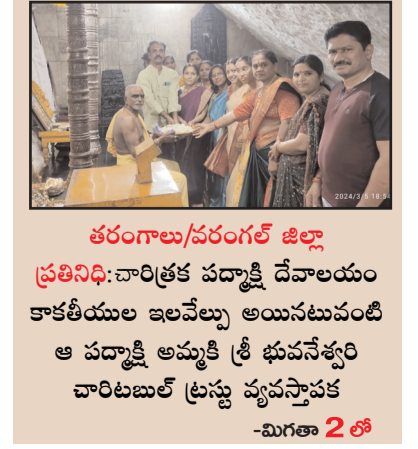 2024/3/5 18:54
తరంగాలు/వరంగల్ జిల్లా
ప్రతినిధి:చారిత్రక పద్మాక్షి దేవాలయం
కాకతీయుల ఇలవేల్పు అయినటువంటి
ఆ పద్మాక్షి అమ్మకి శ్రీ భువనేశ్వరి
చారిటబుల్ ట్రస్టు వ్యవస్తాపక
-మిగతా 2 లో